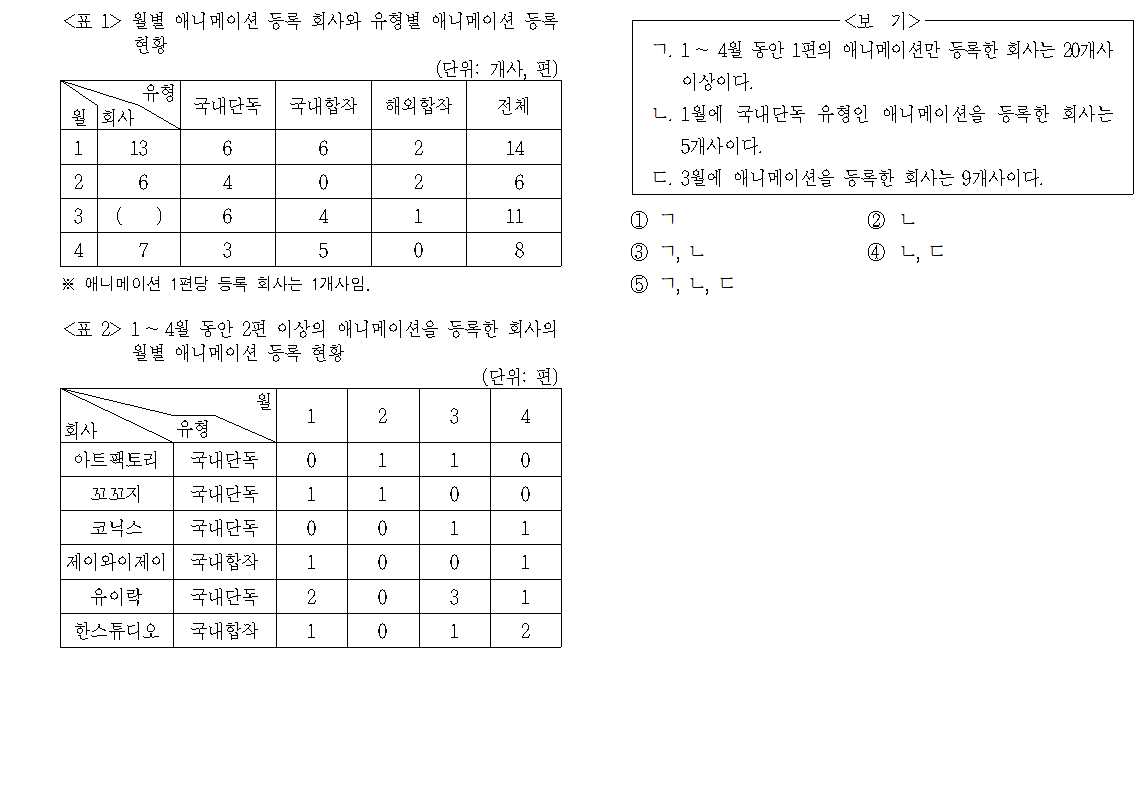 <표 1> 월별 애니메이션 등록 회사와 유형별 애니메이션 등록
현황
(단위: 개사, 편)
유형
월 회사 국내단독 국내합작 해외합작 전체
1 13 6 6 2 14
2 6 4 0 2 6
3 ( ) 6 4 1 11
4 7 3 5 0 8
※ 애니메이션 1편당 등록 회사는 1개사임.
<표 2> 1 ~ 4월 동안 2편 이상의 애니메이션을 등록한 회사의
월별 애니메이션 등록 현황
(단위: 편)
월
회사 유형 1 2 3 4
아트팩토리 국내단독 0 1 1 0
꼬꼬지 국내단독 1 1 0 0
코닉스 국내단독 0 0 1 1
제이와이제이 국내합작 1 0 0 1
유이락 국내단독 2 0 3 1
한스튜디오 국내합작 1 0 1 2
<보 기>
ㄱ. 1 ~ 4월 동안 1편의 애니메이션만 등록한 회사는 20개사
이상이다.
ㄴ. 1월에 국내단독 유형인 애니메이션을 등록한 회사는
5개사이다.
ㄷ. 3월에 애니메이션을 등록한 회사는 9개사이다.
① ㄱ ② ㄴ
③ ㄱ, ㄴ ④ ㄴ, ㄷ
⑤ ㄱ, ㄴ, ㄷ